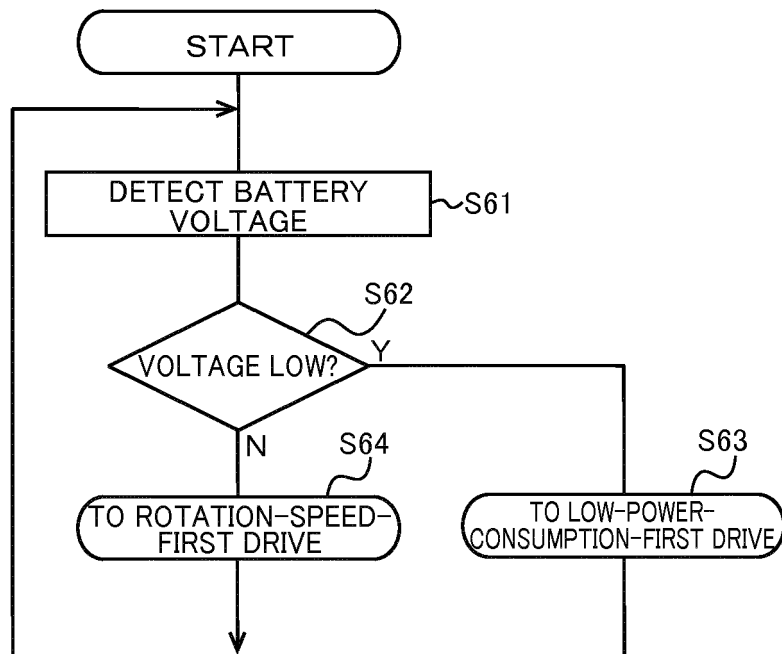 START
DETECT BATTERY
VOLTAGE
S61
S62
VOLTAGE LOW?
Y
N
S64
TO ROTATION-SPEED-
FIRST DRIVE
S63
TO LOW-POWER-
CONSUMPTION-FIRST DRIVE